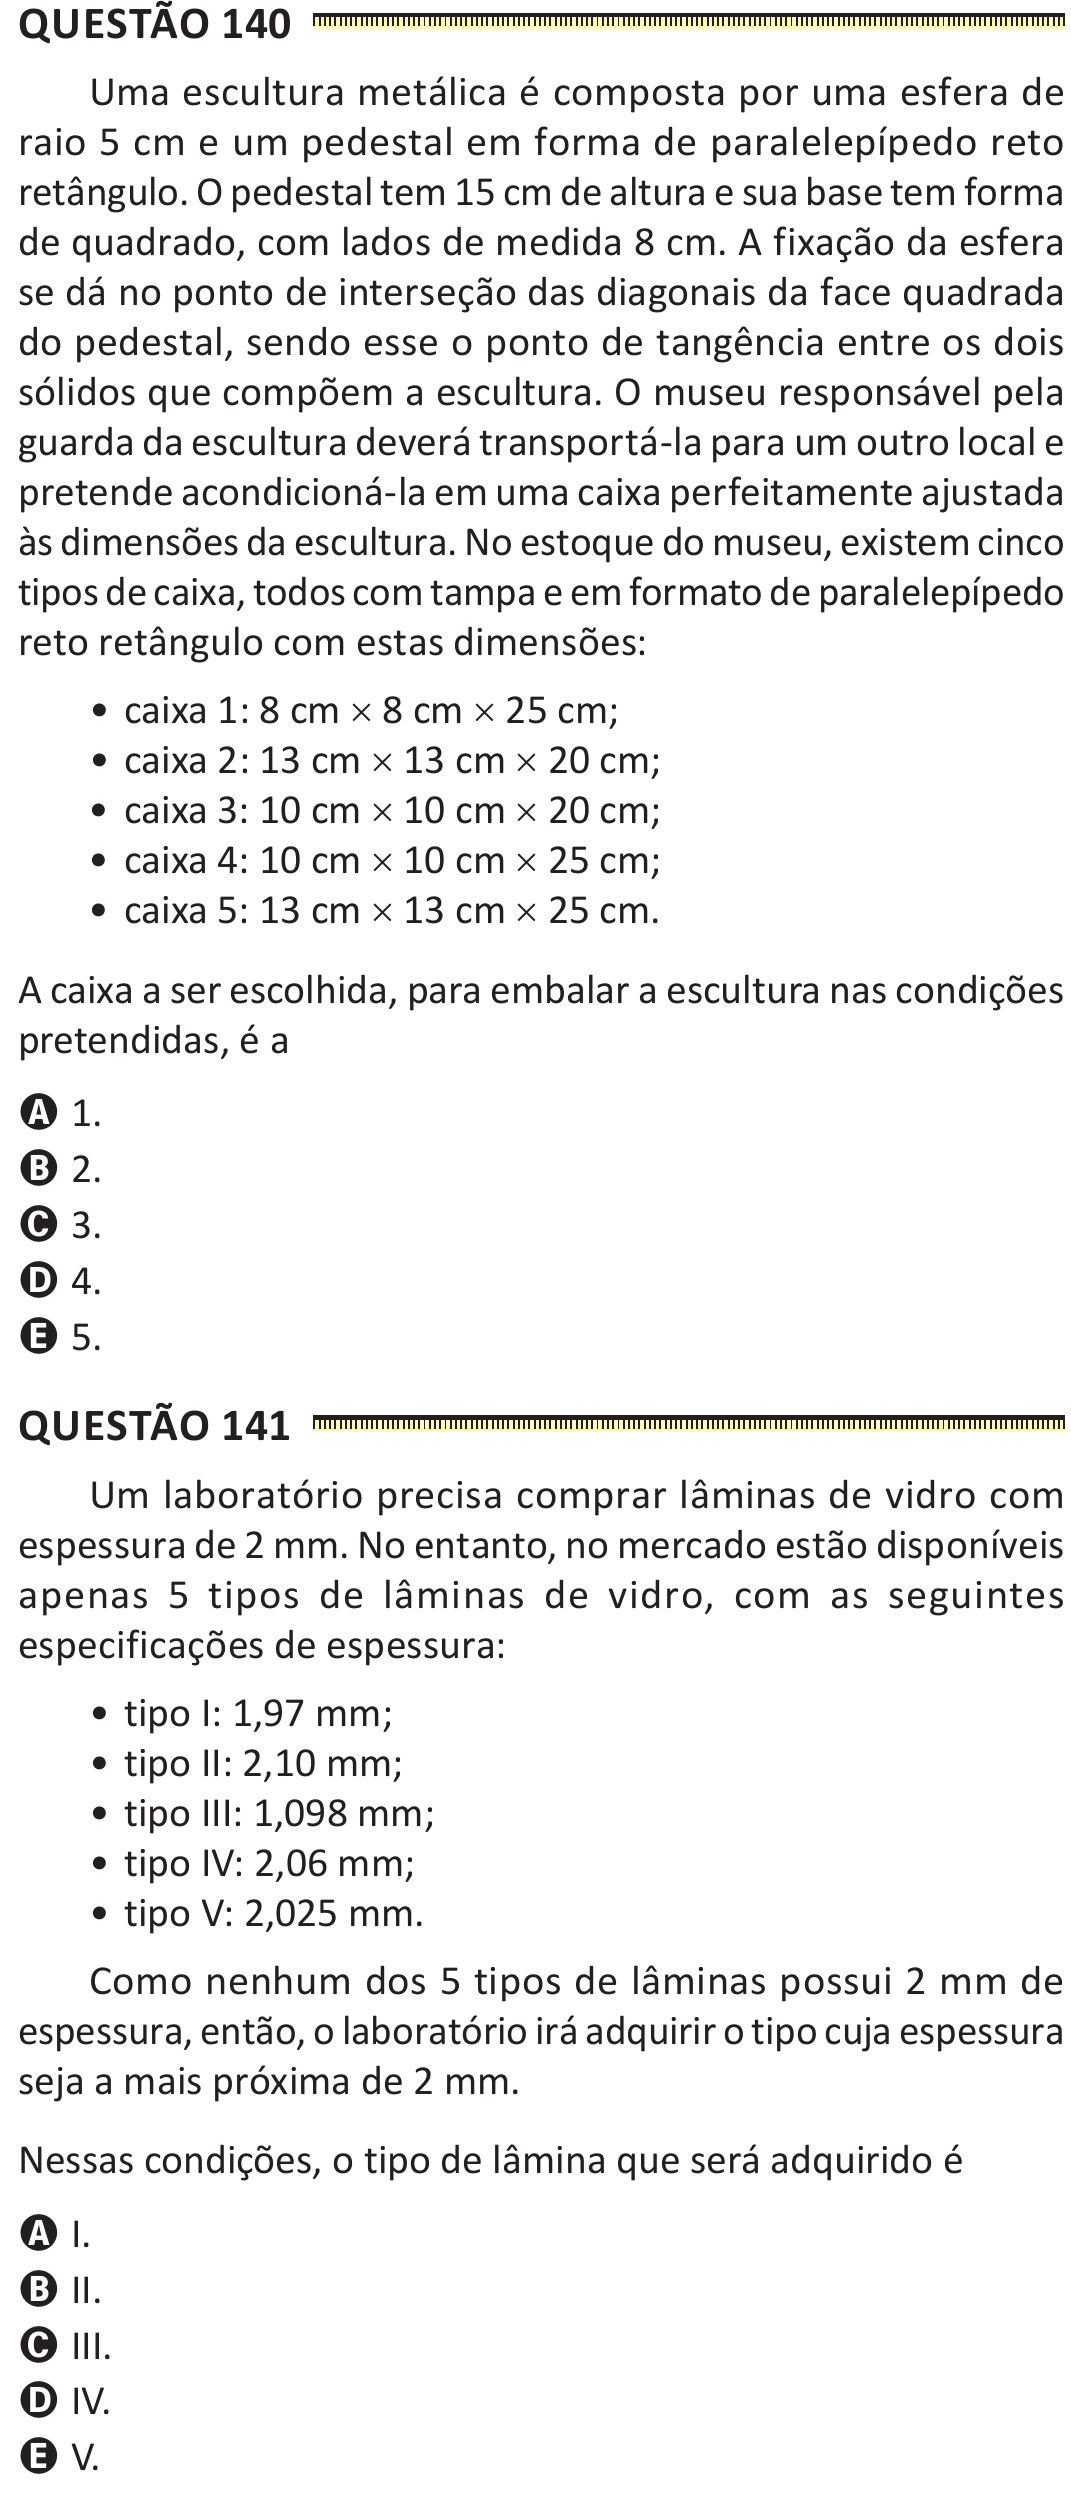 QUESTÃO 140
Uma escultura metálica é composta por uma esfera de
raio 5 cm e um pedestal em forma de paralelepípedo reto
retângulo. O pedestal tem 15 cm de altura e sua base tem forma
de quadrado, com lados de medida 8 cm. A fixação da esfera
se dá no ponto de interseção das diagonais da face quadrada
do pedestal, sendo esse o ponto de tangência entre os dois
sólidos que compõem a escultura. O museu responsável pela
guarda da escultura deverá transportá-la para um outro local e
pretende acondicioná-la em uma caixa perfeitamente ajustada
às dimensões da escultura. No estoque do museu, existem cinco
tipos de caixa, todos com tampa e em formato de paralelepípedo
reto retângulo com estas dimensões:
• caixa 1: 8 cm × 8 cm × 25 cm;
• caixa 2: 13 cm × 13 cm × 20 cm;
• caixa 3: 10 cm × 10 cm × 20 cm;
• caixa 4: 10 cm × 10 cm × 25 cm;
• caixa 5: 13 cm × 13 cm × 25 cm.
A caixa a ser escolhida, para embalar a escultura nas condições
pretendidas, é a
A 1.
B 2.
C 3.
D 4.
E 5.
QUESTÃO 141
Um laboratório precisa comprar lâminas de vidro com
espessura de 2 mm. No entanto, no mercado estão disponíveis
apenas 5 tipos de lâminas de vidro, com as seguintes
especificações de espessura:
• tipo I: 1,97 mm;
• tipo II: 2,10 mm;
• tipo III: 1,098 mm;
• tipo IV: 2,06 mm;
• tipo V: 2,025 mm.
Como nenhum dos 5 tipos de lâminas possui 2 mm de
espessura, então, o laboratório irá adquirir o tipo cuja espessura
seja a mais próxima de 2 mm.
Nessas condições, o tipo de lâmina que será adquirido é
A I.
B II.
C III.
D IV.
E V.